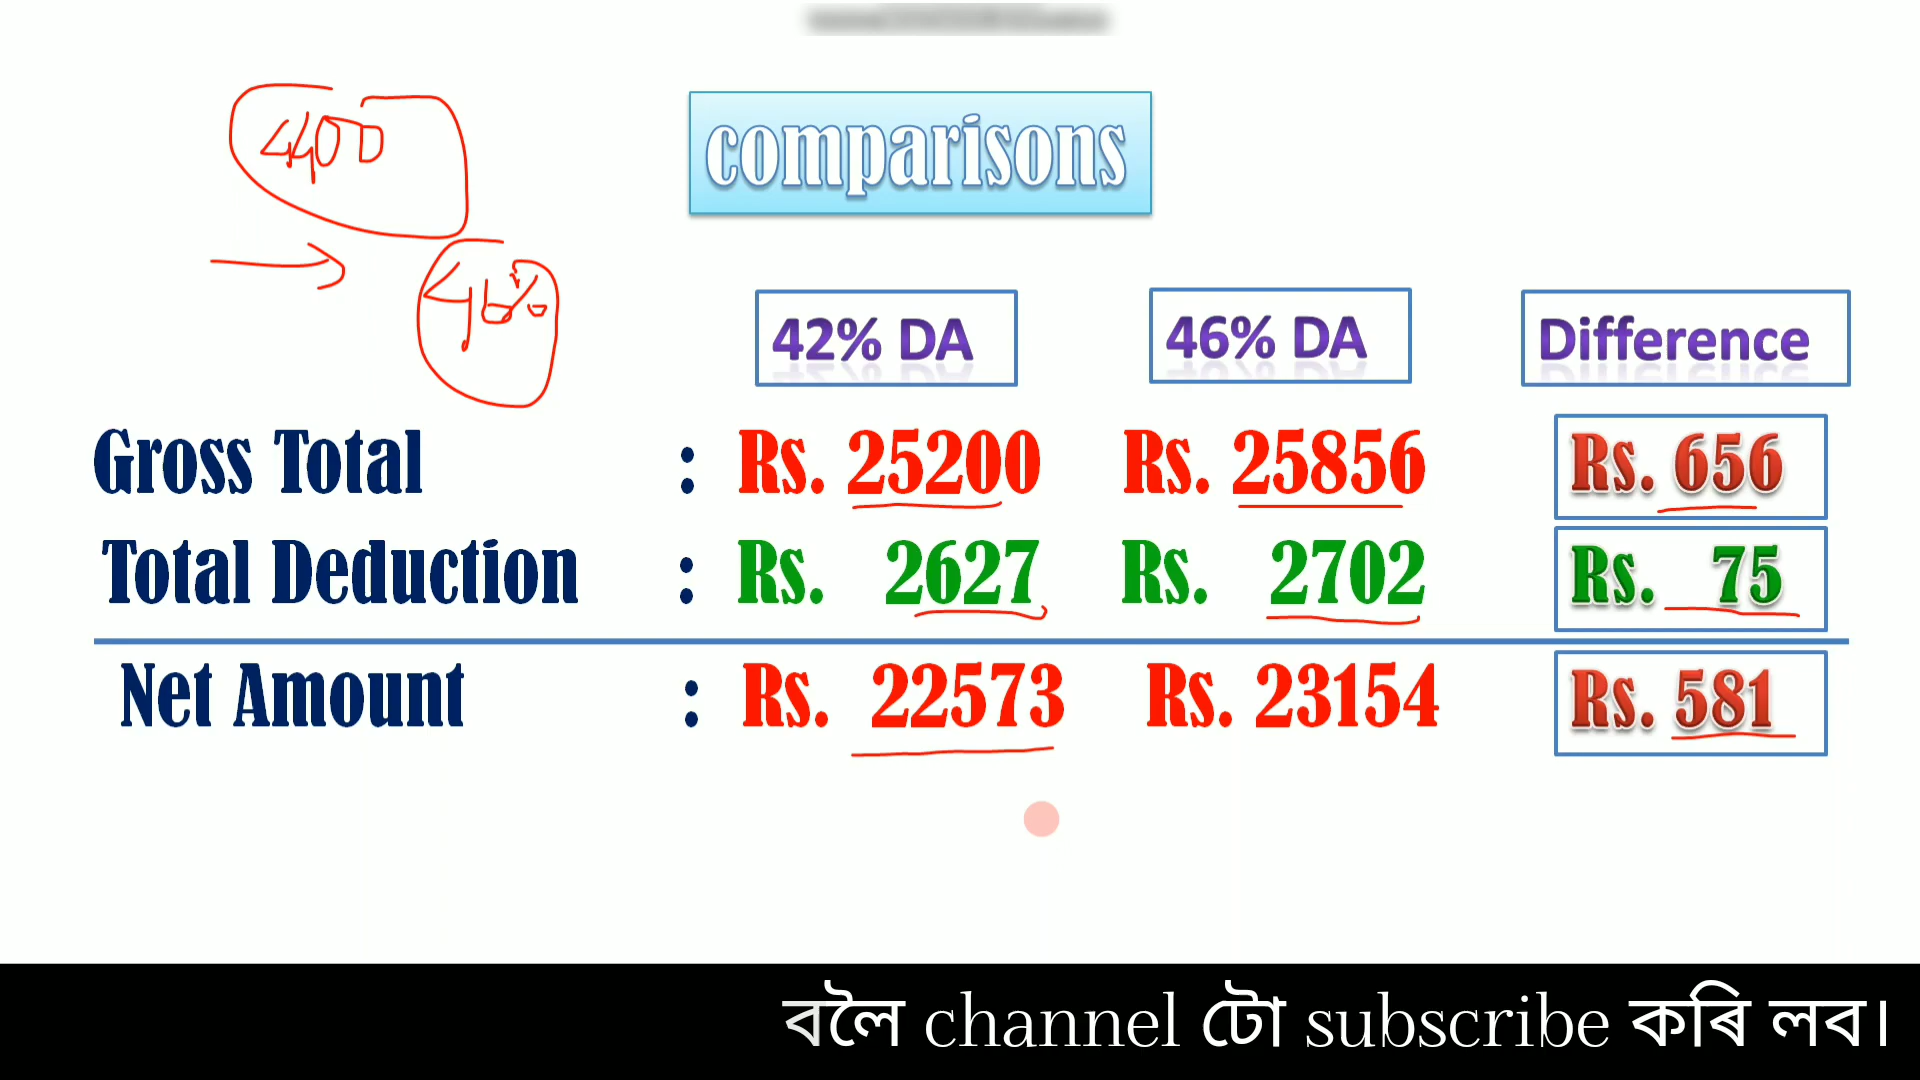 comparisons
4400
46%
42% DA 46% DA Difference
Gross Total : Rs. 25200 Rs. 25856 Rs. 656
Total Deduction : Rs. 2627 Rs. 2702 Rs. 75
Net Amount : Rs. 22573 Rs. 23154 Rs. 581
বলৈ channel টো subscribe কৰি লব।